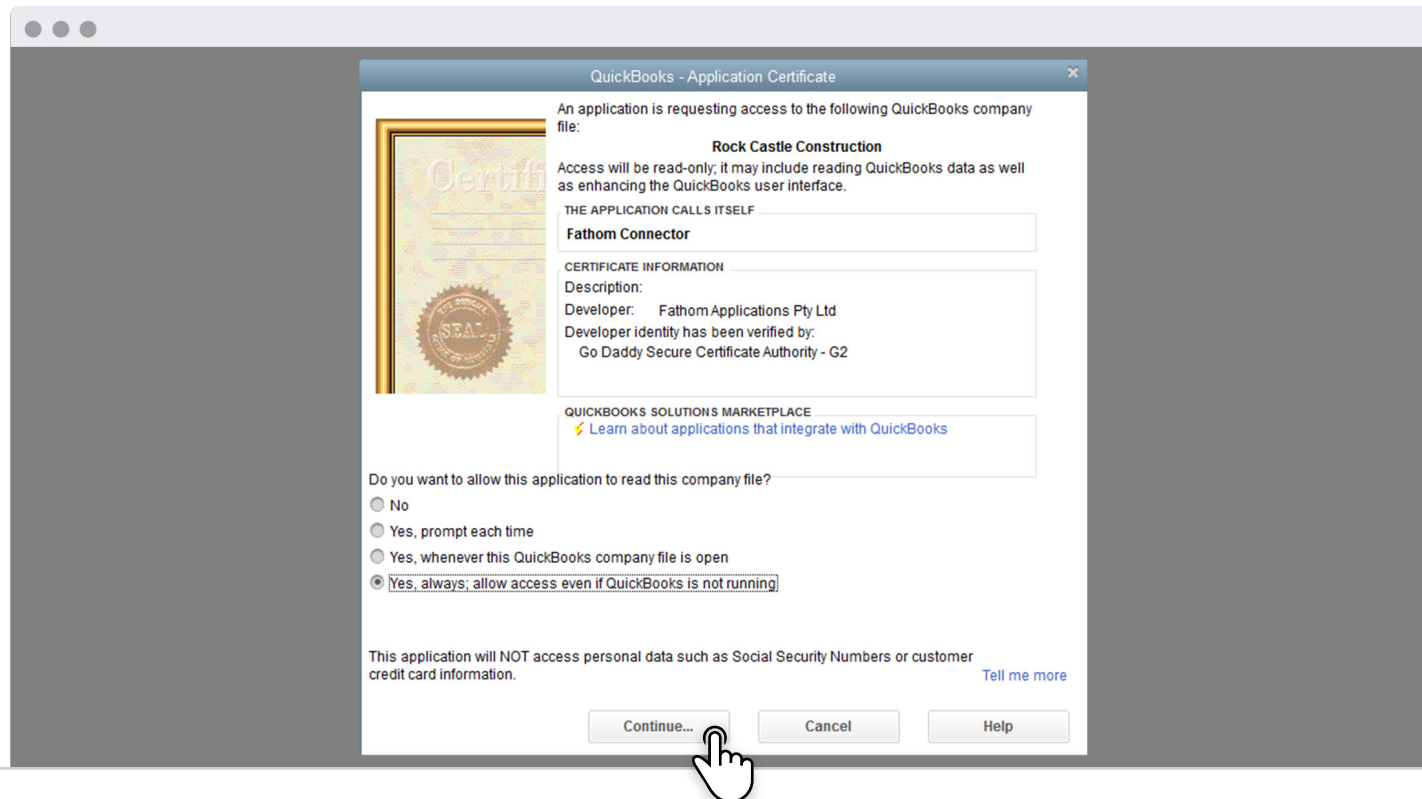 QuickBooks - Application Certificate
An application is requesting access to the following QuickBooks company
file:
Rock Castle Construction
Access will be read-only; it may include reading QuickBooks data as well
as enhancing the QuickBooks user interface.
THE APPLICATION CALLS ITSELF
Fathom Connector
CERTIFICATE INFORMATION
Description:
Developer: Fathom Applications Pty Ltd
Developer identity has been verified by:
Go Daddy Secure Certificate Authority - G2
QUICKBOOKS SOLUTIONS MARKETPLACE
Learn about applications that integrate with QuickBooks
Certifi
SEAL
Do you want to allow this application to read this company file?
No
Yes, prompt each time
Yes, whenever this QuickBooks company file is open
Yes, always; allow access even if QuickBooks is not running
This application will NOT access personal data such as Social Security Numbers or customer
credit card information.
Tell me more
Continue... Cancel Help